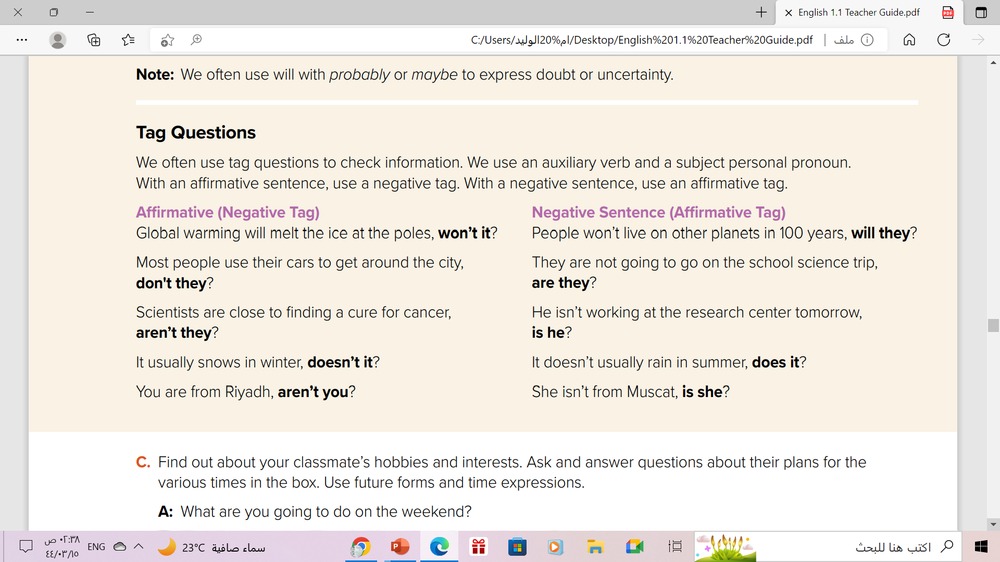 English 1.1 Teacher Guide.pdf
C:/Users/ام%20الوليد/Desktop/English%201.1%20Teacher%20Guide.pdf
ملف
Note: We often use will with probably or maybe to express doubt or uncertainty.
Tag Questions
We often use tag questions to check information. We use an auxiliary verb and a subject personal pronoun.
With an affirmative sentence, use a negative tag. With a negative sentence, use an affirmative tag.
Affirmative (Negative Tag)
Global warming will melt the ice at the poles, won’t it?
Most people use their cars to get around the city,
don't they?
Scientists are close to finding a cure for cancer,
aren’t they?
It usually snows in winter, doesn’t it?
You are from Riyadh, aren’t you?
Negative Sentence (Affirmative Tag)
People won’t live on other planets in 100 years, will they?
They are not going to go on the school science trip,
are they?
He isn’t working at the research center tomorrow,
is he?
It doesn’t usually rain in summer, does it?
She isn’t from Muscat, is she?
C. Find out about your classmate’s hobbies and interests. Ask and answer questions about their plans for the
various times in the box. Use future forms and time expressions.
A: What are you going to do on the weekend?
٠٢:٣٨ ص
٤٤/٠٣/١٥
ENG
23°C سماء صافية
اكتب هنا للبحث